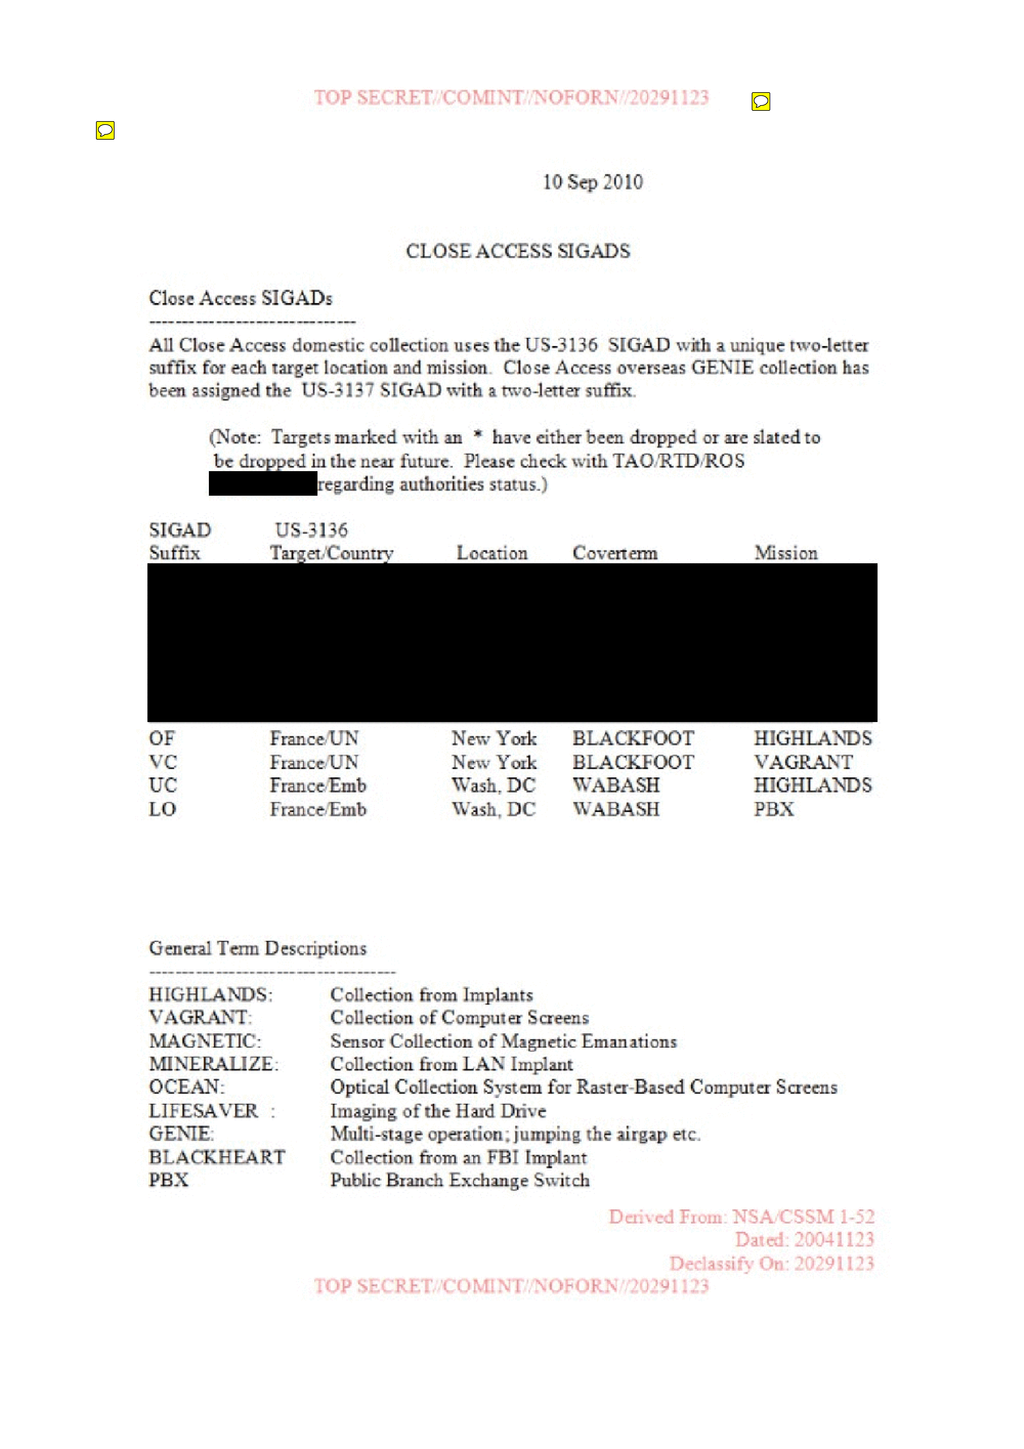 TOP SECRET//COMINT//NOFORN//20291123
10 Sep 2010
CLOSE ACCESS SIGADS
Close Access SIGADs
-------------------------------
All Close Access domestic collection uses the US-3136 SIGAD with a unique two-letter
suffix for each target location and mission. Close Access overseas GENIE collection has
been assigned the US-3137 SIGAD with a two-letter suffix.
(Note: Targets marked with an * have either been dropped or are slated to
be dropped in the near future. Please check with TAO/RTD/ROS
regarding authorities status.)
SIGAD US-3136
Suffix Target/Country Location Coverterm Mission
OF France/UN New York BLACKFOOT HIGHLANDS
VC France/UN New York BLACKFOOT VAGRANT
UC France/Emb Wash, DC WABASH HIGHLANDS
LO France/Emb Wash, DC WABASH PBX
General Term Descriptions
-------------------------------------
HIGHLANDS: Collection from Implants
VAGRANT: Collection of Computer Screens
MAGNETIC: Sensor Collection of Magnetic Emanations
MINERALIZE: Collection from LAN Implant
OCEAN: Optical Collection System for Raster-Based Computer Screens
LIFESAVER : Imaging of the Hard Drive
GENIE: Multi-stage operation; jumping the airgap etc.
BLACKHEART Collection from an FBI Implant
PBX Public Branch Exchange Switch
Derived From: NSA/CSSM 1-52
Dated: 20041123
Declassify On: 20291123
TOP SECRET//COMINT//NOFORN//20291123